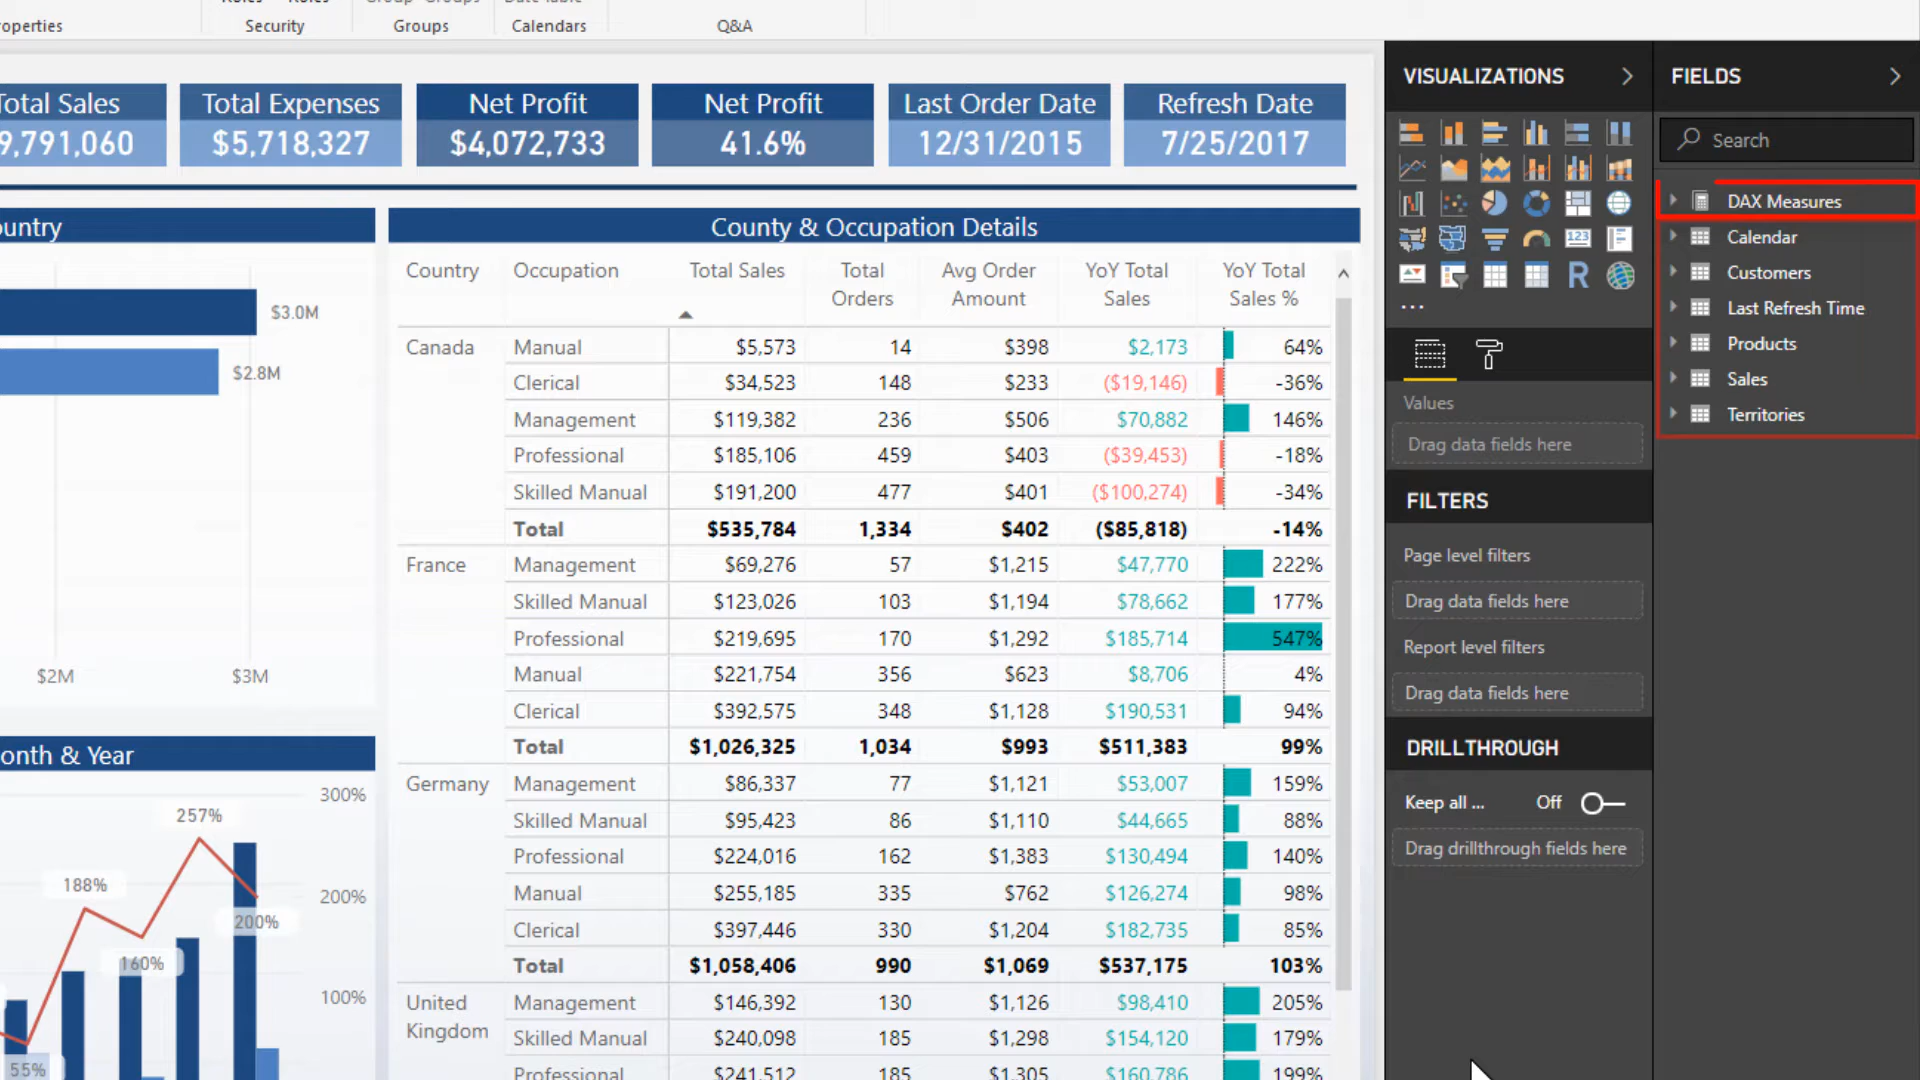 operties
Security
Groups
Calendars
Q&A
Total Sales
9,791,060
Total Expenses
$5,718,327
Net Profit
$4,072,733
Net Profit
41.6%
Last Order Date
12/31/2015
Refresh Date
7/25/2017
ountry
$3.0M
$2.8M
$2M
$3M
onth & Year
300%
257%
188%
200%
200%
160%
100%
55%
County & Occupation Details
Country Occupation Total Sales Total Orders Avg Order Amount YoY Total Sales YoY Total Sales %
Canada Manual $5,573 14 $398 $2,173 64%
Clerical $34,523 148 $233 ($19,146) -36%
Management $119,382 236 $506 $70,882 146%
Professional $185,106 459 $403 ($39,453) -18%
Skilled Manual $191,200 477 $401 ($100,274) -34%
Total $535,784 1,334 $402 ($85,818) -14%
France Management $69,276 57 $1,215 $47,770 222%
Skilled Manual $123,026 103 $1,194 $78,662 177%
Professional $219,695 170 $1,292 $185,714 547%
Manual $221,754 356 $623 $8,706 4%
Clerical $392,575 348 $1,128 $190,531 94%
Total $1,026,325 1,034 $993 $511,383 99%
Germany Management $86,337 77 $1,121 $53,007 159%
Skilled Manual $95,423 86 $1,110 $44,665 88%
Professional $224,016 162 $1,383 $130,494 140%
Manual $255,185 335 $762 $126,274 98%
Clerical $397,446 330 $1,204 $182,735 85%
Total $1,058,406 990 $1,069 $537,175 103%
United Kingdom Management $146,392 130 $1,126 $98,410 205%
Skilled Manual $240,098 185 $1,298 $154,120 179%
Professional $241,512 185 $1,305 $160,786 199%
VISUALIZATIONS
123
R
...
Values
Drag data fields here
FILTERS
Page level filters
Drag data fields here
Report level filters
Drag data fields here
DRILLTHROUGH
Keep all ... Off
Drag drillthrough fields here
FIELDS
Search
DAX Measures
Calendar
Customers
Last Refresh Time
Products
Sales
Territories